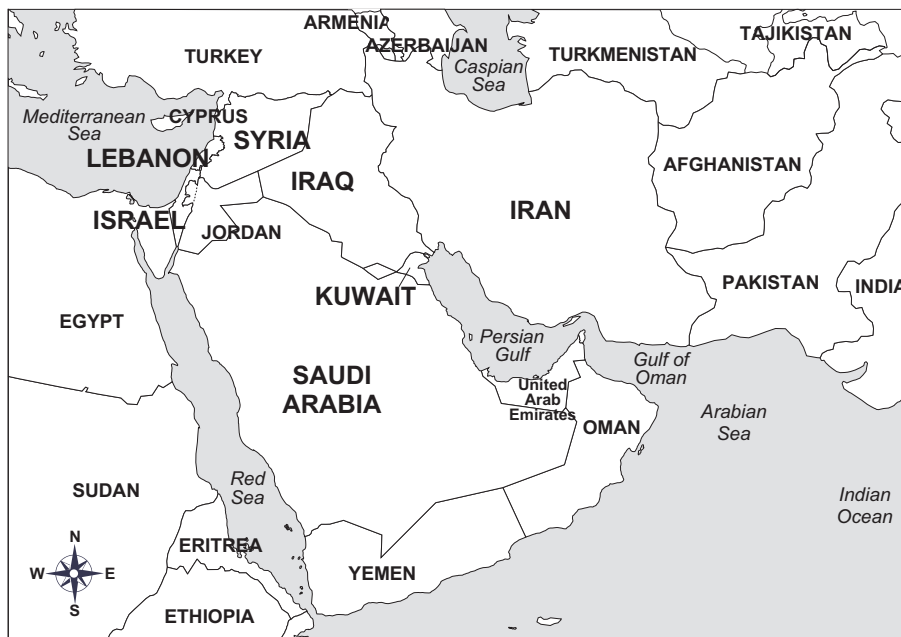 ARMENIA
TAJIKISTAN
AZERBAIJAN
TURKEY
TURKMENISTAN
Caspian
Sea
Mediterranean
Sea
CYPRUS
SYRIA
LEBANON
AFGHANISTAN
IRAQ
IRAN
ISRAEL
JORDAN
PAKISTAN
INDIA
KUWAIT
EGYPT
Persian
Gulf
Gulf of
Oman
SAUDI
ARABIA
United
Arab
Emirates
Arabian
Sea
OMAN
Red
Sea
SUDAN
Indian
Ocean
N
W
E
S
ERITREA
YEMEN
ETHIOPIA